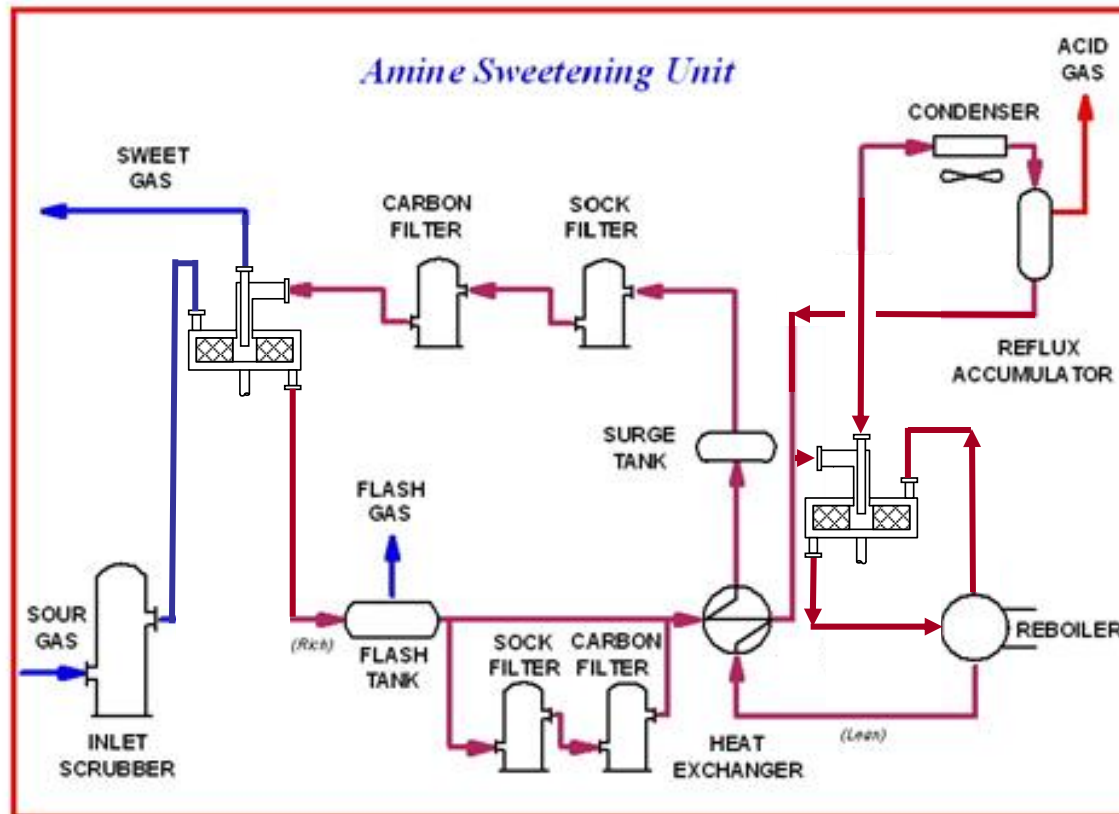 Amine Sweetening Unit
ACID
GAS
CONDENSER
SWEET
GAS
CARBON
FILTER
SOCK
FILTER
REFLUX
ACCUMULATOR
SURGE
TANK
FLASH
GAS
SOUR
GAS
(Rich)
FLASH
TANK
SOCK
FILTER
CARBON
FILTER
REBOILER
INLET
SCRUBBER
HEAT
EXCHANGER
(Lean)